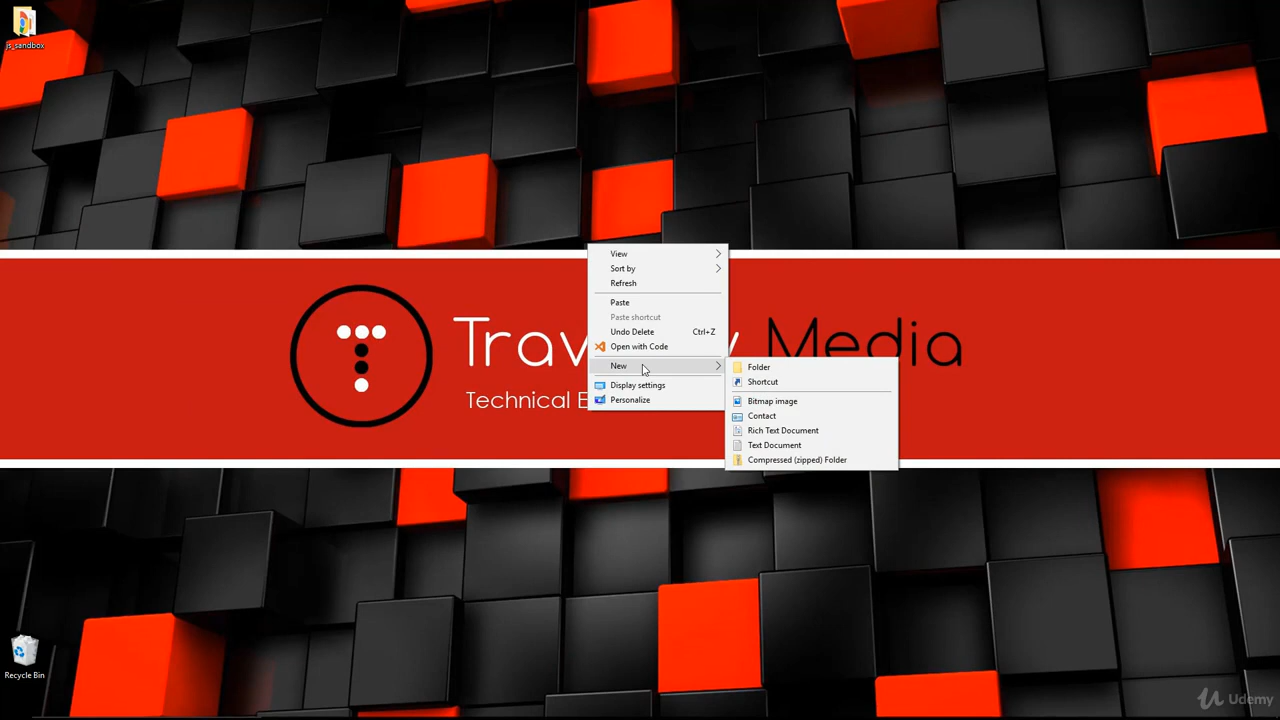 js_sandbox
View
Sort by
Refresh
Paste
Paste shortcut
Undo Delete Ctrl+Z
Open with Code
New
Display settings
Personalize
Folder
Shortcut
Bitmap image
Contact
Rich Text Document
Text Document
Compressed (zipped) Folder
Media
Technical
Recycle Bin
Udemy